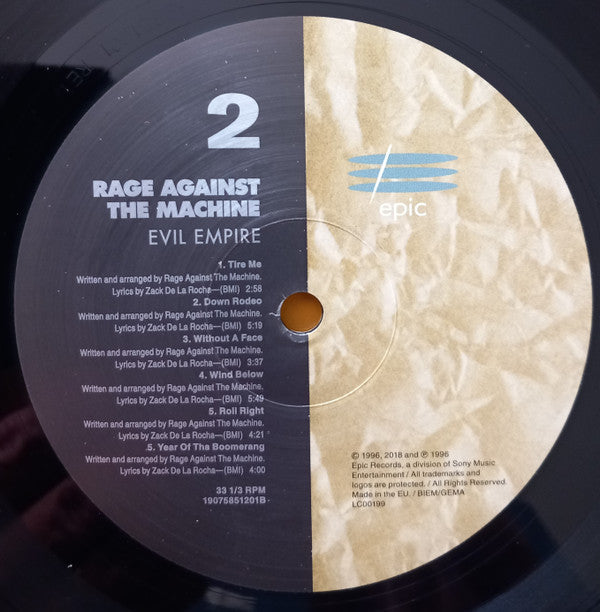 2
RAGE AGAINST
THE MACHINE
EVIL EMPIRE
1. Tire Me
Written and arranged by Rage Against The Machine.
Lyrics by Zack De La Rocha—(BMI) 2:58
2. Down Rodeo
Written and arranged by Rage Against The Machine.
Lyrics by Zack De La Rocha—(BMI) 5:19
3. Without A Face
Written and arranged by Rage Against The Machine.
Lyrics by Zack De La Rocha—(BMI) 3:37
4. Wind Below
Written and arranged by Rage Against The Machine.
Lyrics by Zack De La Rocha—(BMI) 5:49
5. Roll Right
Written and arranged by Rage Against The Machine.
Lyrics by Zack De La Rocha—(BMI) 4:21
.5. Year Of Tha Boomerang
Written and arranged by Rage Against The Machine.
Lyrics by Zack De La Rocha—(BMI) 4:00
33 1/3 RPM
19075851201B
epic
© 1996, 2018 and ℗ 1996
Epic Records, a division of Sony Music
Entertainment / All trademarks and
logos are protected. / All Rights Reserved.
Made in the EU. / BIEM/GEMA
LC00199